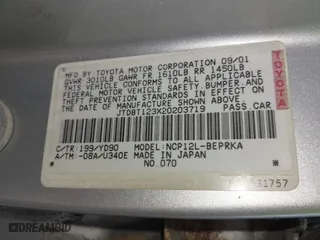 MFD BY TOYOTA MOTOR CORPORATION 09/01
GVWR 3010LB GAWR FR 1610LB RR 1450LB
THIS VEHICLE CONFORMS TO ALL APPLICABLE
FEDERAL MOTOR VEHICLE SAFETY,BUMPER,AND
THEFT PREVENTION STANDARDS IN EFFECT ON
THE DATE OF MANUFACTURE SHOWN ABOVE.
JTDBT123X20203719 PASS.CAR
TOYOTA
C/TR:199/YD90 MODEL:NCP12L-BEPRKA
A/TM:-08A/U340E MADE IN JAPAN
NO.070
31757
DREAMBID